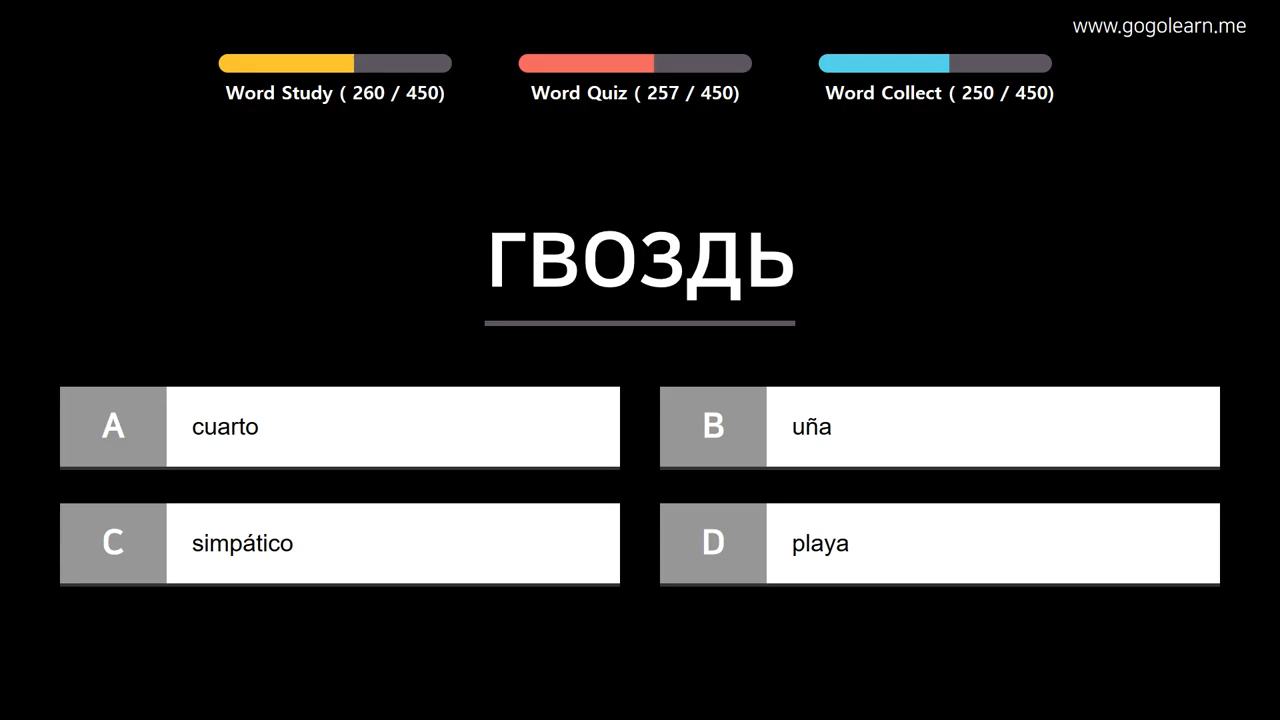 www.gogolearn.me
Word Study ( 260 / 450)
Word Quiz ( 257 / 450)
Word Collect ( 250 / 450)
ГВОЗДЬ
A cuarto
B uña
C simpático
D playa